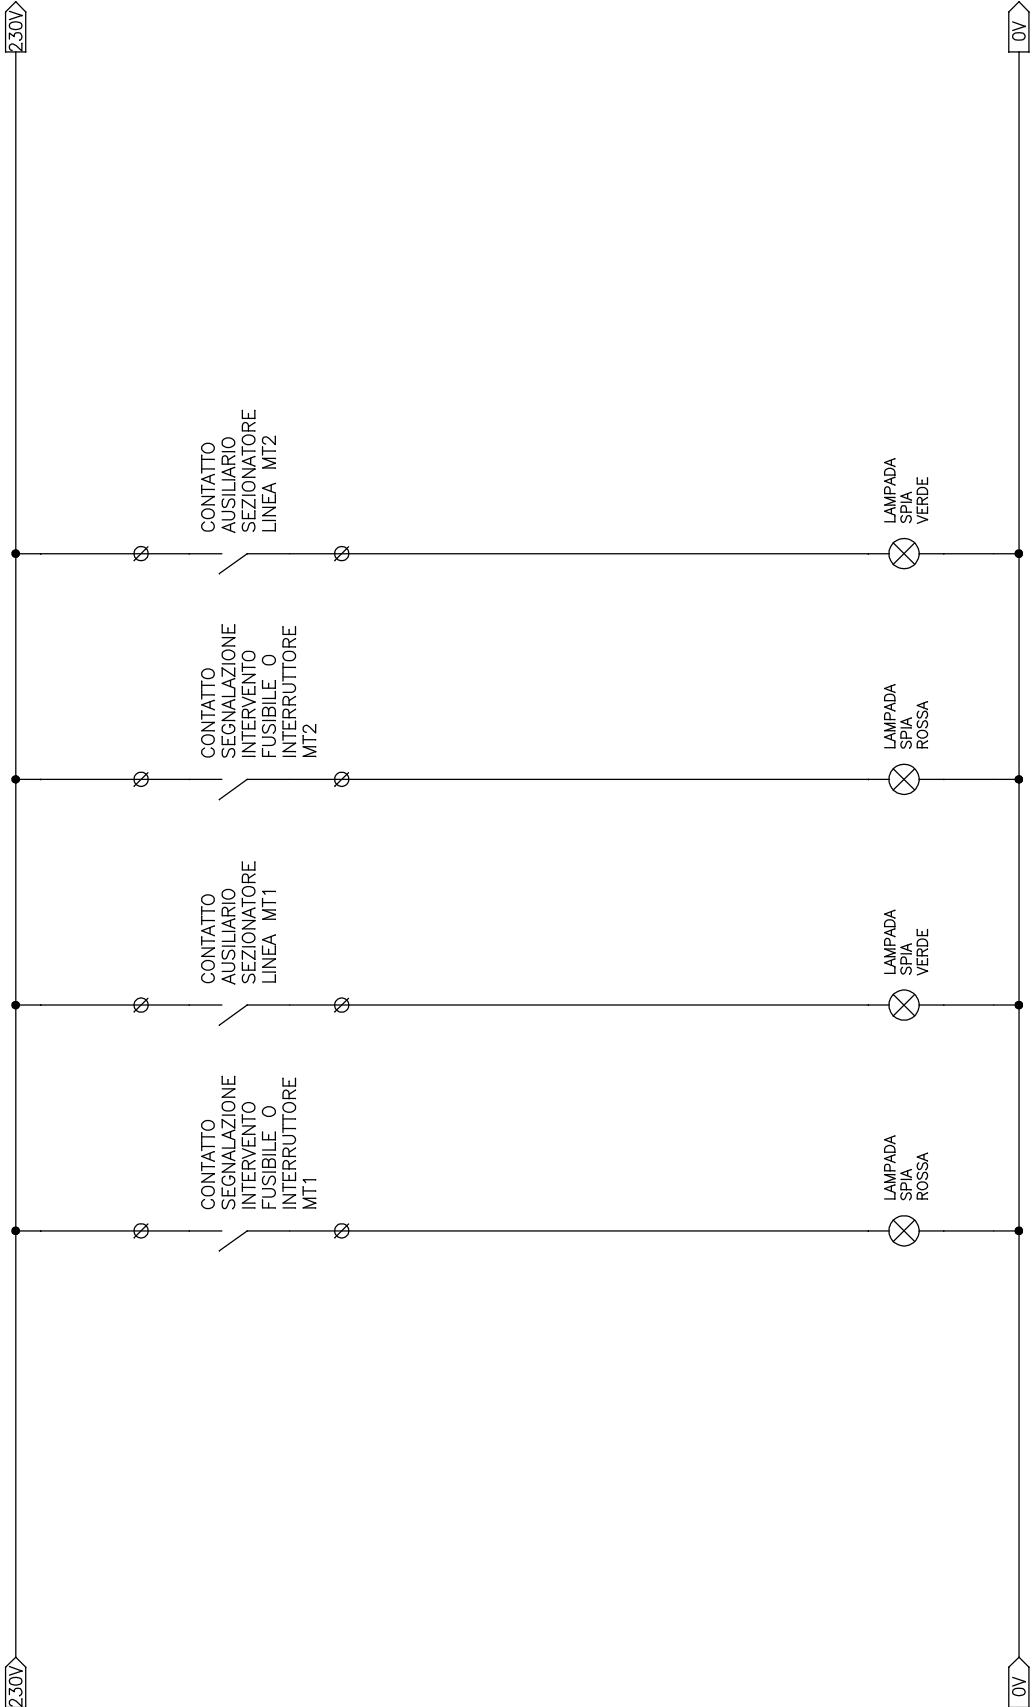 230V
CONTATTO
SEGNALAZIONE
INTERVENTO
FUSIBILE O
INTERRUTTORE
MT1
CONTATTO
AUSILIARIO
SEZIONATORE
LINEA MT1
CONTATTO
SEGNALAZIONE
INTERVENTO
FUSIBILE O
INTERRUTTORE
MT2
CONTATTO
AUSILIARIO
SEZIONATORE
LINEA MT2
230V
LAMPADA
SPIA
ROSSA
LAMPADA
SPIA
VERDE
LAMPADA
SPIA
ROSSA
LAMPADA
SPIA
VERDE
0V
0V